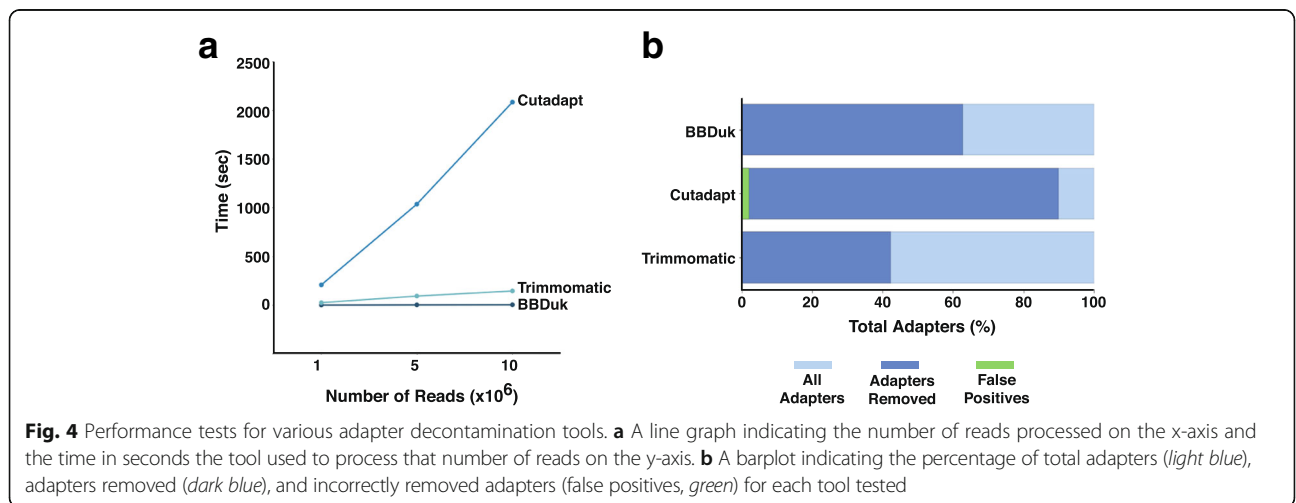 a
2500
2000
1500
1000
500
0
Time (sec)
Cutadapt
Trimmomatic
BBDuk
1 5 10
Number of Reads (x10^6)
b
BBDuk
Cutadapt
Trimmomatic
0 20 40 60 80 100
Total Adapters (%)
All Adapters
Adapters Removed
False Positives
Fig. 4 Performance tests for various adapter decontamination tools. a A line graph indicating the number of reads processed on the x-axis and
the time in seconds the tool used to process that number of reads on the y-axis. b A barplot indicating the percentage of total adapters (light blue),
adapters removed (dark blue), and incorrectly removed adapters (false positives, green) for each tool tested